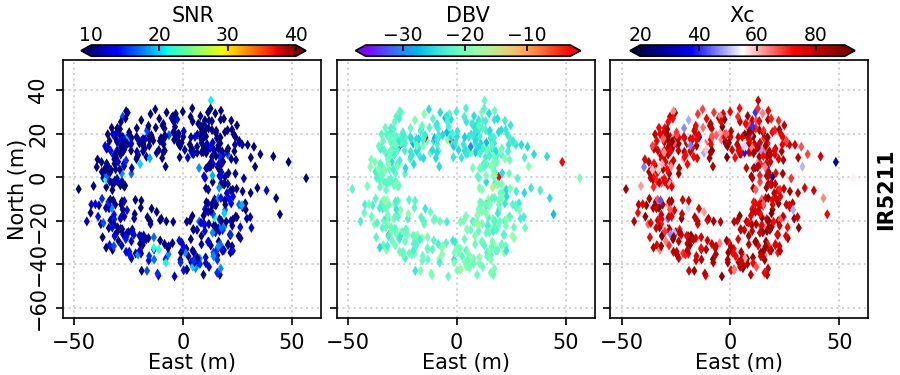 SNR DBV Xc
10 20 30 40 −30 −20 −10 20 40 60 80
40
20
0
−20
−40
−60
North (m)
IR5211
−50 0 50 −50 0 50 −50 0 50
East (m) East (m) East (m)